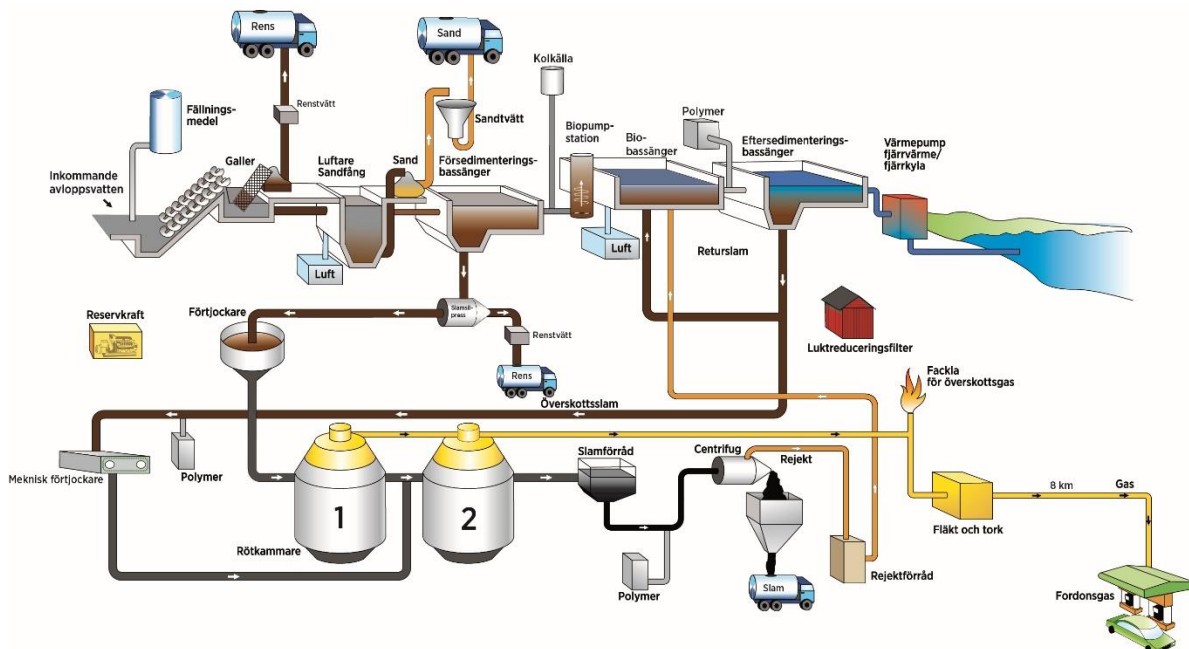 Rens
Sand
Kolkälla
Fällnings-
medel
Renstvätt
Sandtvätt
Biopump-
station
Polymer
Galler
Luftare
Sandfång
Sand
Försedimenterings-
bassänger
Bio-
bassänger
Eftersedimenterings-
bassänger
Värmepump
fjärrvärme/
fjärrkyla
Inkommande
avloppsvatten
Luft
Luft
Returslam
Reservkraft
Förtjockare
Slamsil-
press
Renstvätt
Luktreduceringsfilter
Rens
Överskottsslam
Fackla
för överskottsgas
Meknisk förtjockare
Polymer
1
2
Rötkammare
Slamförråd
Centrifug
Rejekt
8 km
Gas
Fläkt och tork
Polymer
Slam
Rejektförråd
Fordonsgas